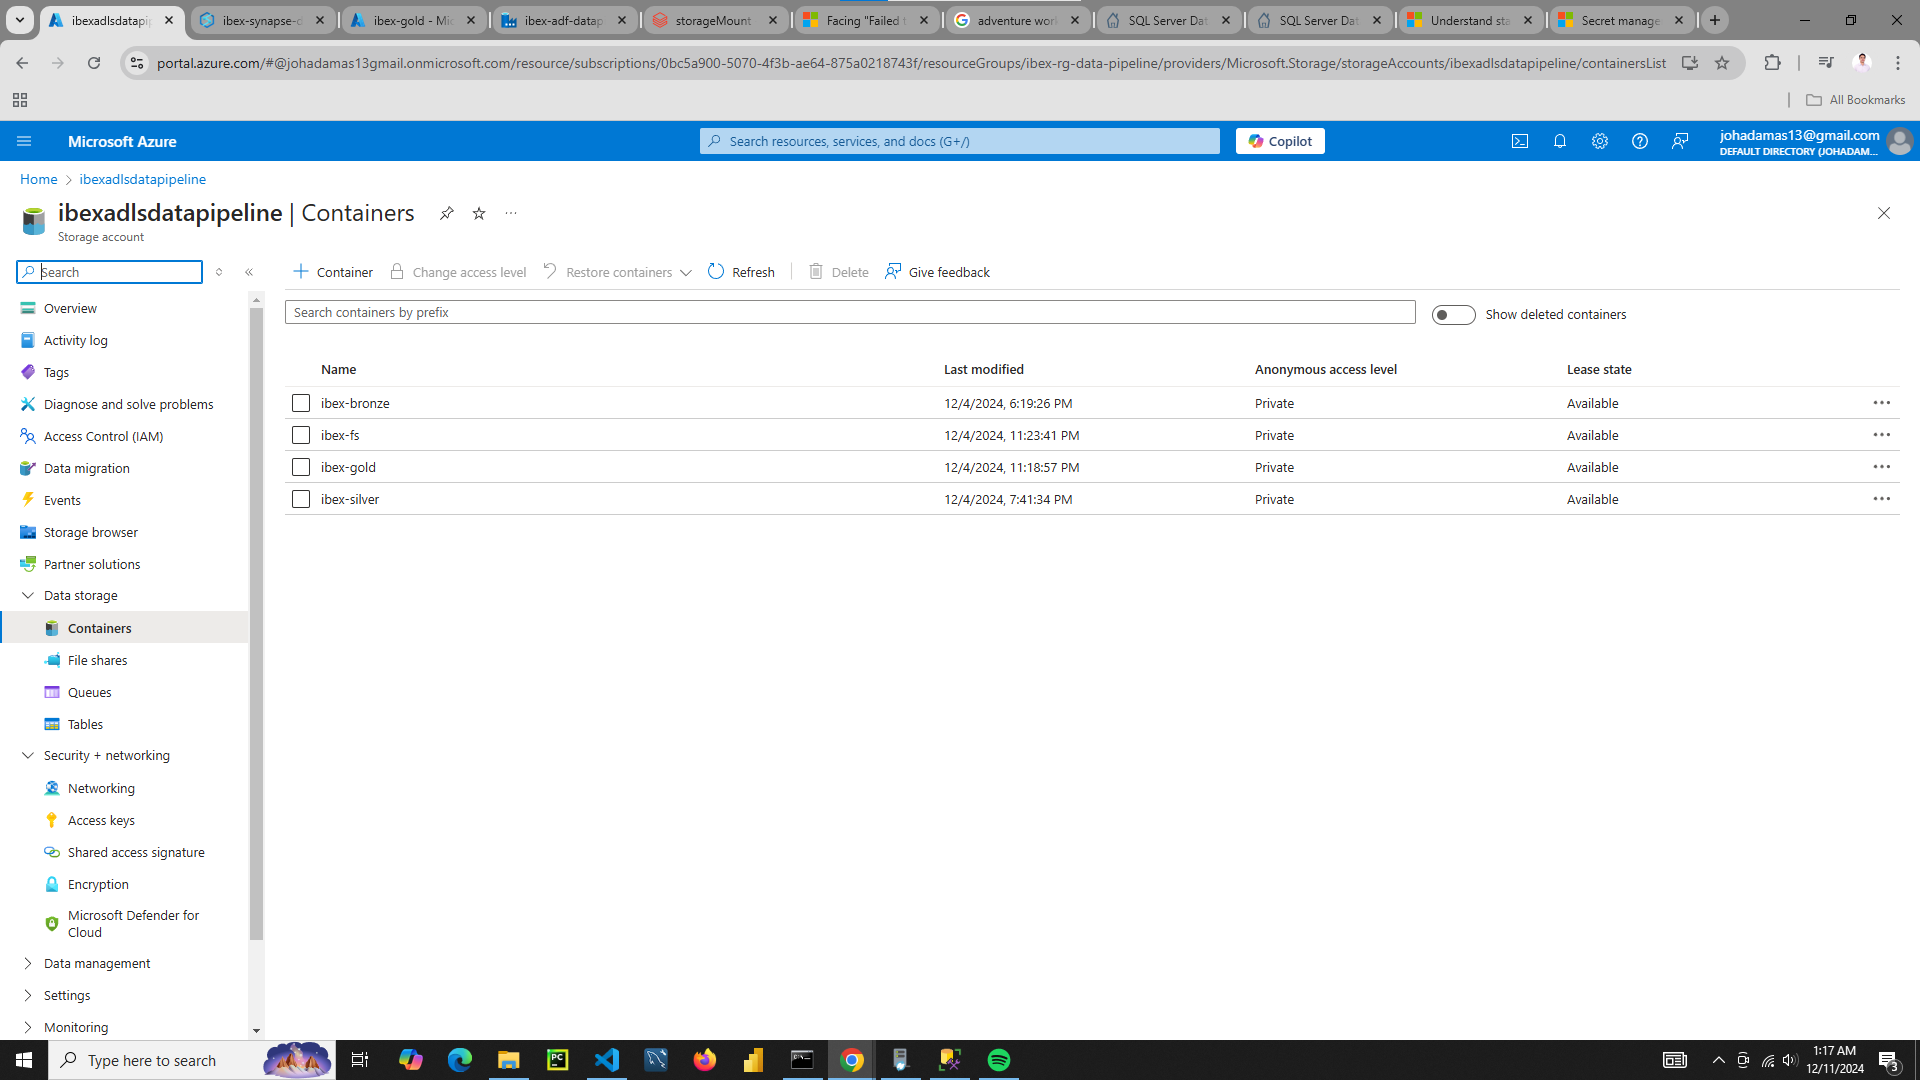 ibexadlsdatapip
ibex-synapse-d
ibex-gold - Mic
ibex-adf-datap
storageMount
Facing "Failed t
adventure work
SQL Server Dat
SQL Server Dat
Understand sta
Secret manage
portal.azure.com/#@johadamas13gmail.onmicrosoft.com/resource/subscriptions/0bc5a900-5070-4f3b-ae64-875a0218743f/resourceGroups/ibex-rg-data-pipeline/providers/Microsoft.Storage/storageAccounts/ibexadlsdatapipeline/containersList
All Bookmarks
Microsoft Azure
Search resources, services, and docs (G+/)
Copilot
johadamas13@gmail.com
DEFAULT DIRECTORY (JOHADAM...
Home > ibexadlsdatapipeline
ibexadlsdatapipeline | Containers
Storage account
Search
Container
Change access level
Restore containers
Refresh
Delete
Give feedback
Search containers by prefix
Show deleted containers
Name Last modified Anonymous access level Lease state
ibex-bronze 12/4/2024, 6:19:26 PM Private Available
ibex-fs 12/4/2024, 11:23:41 PM Private Available
ibex-gold 12/4/2024, 11:18:57 PM Private Available
ibex-silver 12/4/2024, 7:41:34 PM Private Available
Overview
Activity log
Tags
Diagnose and solve problems
Access Control (IAM)
Data migration
Events
Storage browser
Partner solutions
Data storage
Containers
File shares
Queues
Tables
Security + networking
Networking
Access keys
Shared access signature
Encryption
Microsoft Defender for
Cloud
Data management
Settings
Monitoring
Type here to search
PC
1:17 AM
12/11/2024
3